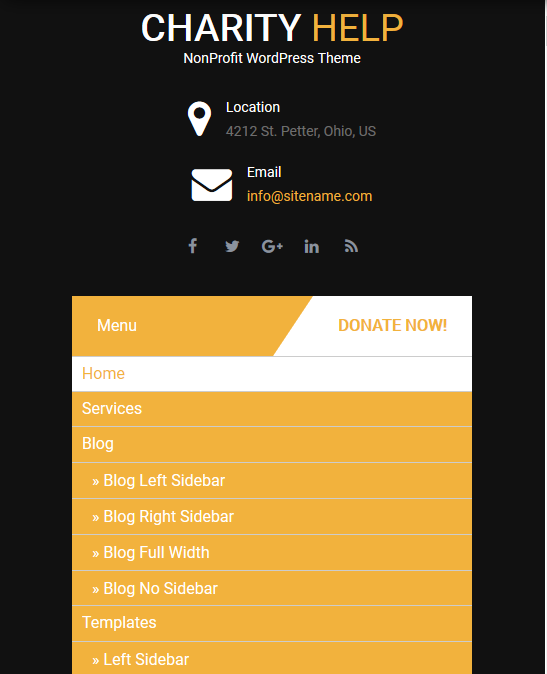 CHARITY HELP
NonProfit WordPress Theme
Location
4212 St. Petter, Ohio, US
Email
info@sitename.com
Menu
DONATE NOW!
Home
Services
Blog
» Blog Left Sidebar
» Blog Right Sidebar
» Blog Full Width
» Blog No Sidebar
Templates
» Left Sidebar